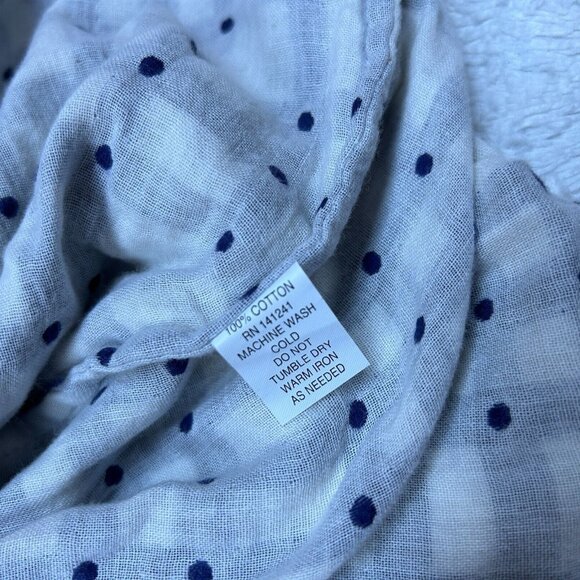 100% COTTON
RN 141241
MACHINE WASH
COLD
DO NOT
TUMBLE DRY
WARM IRON
AS NEEDED